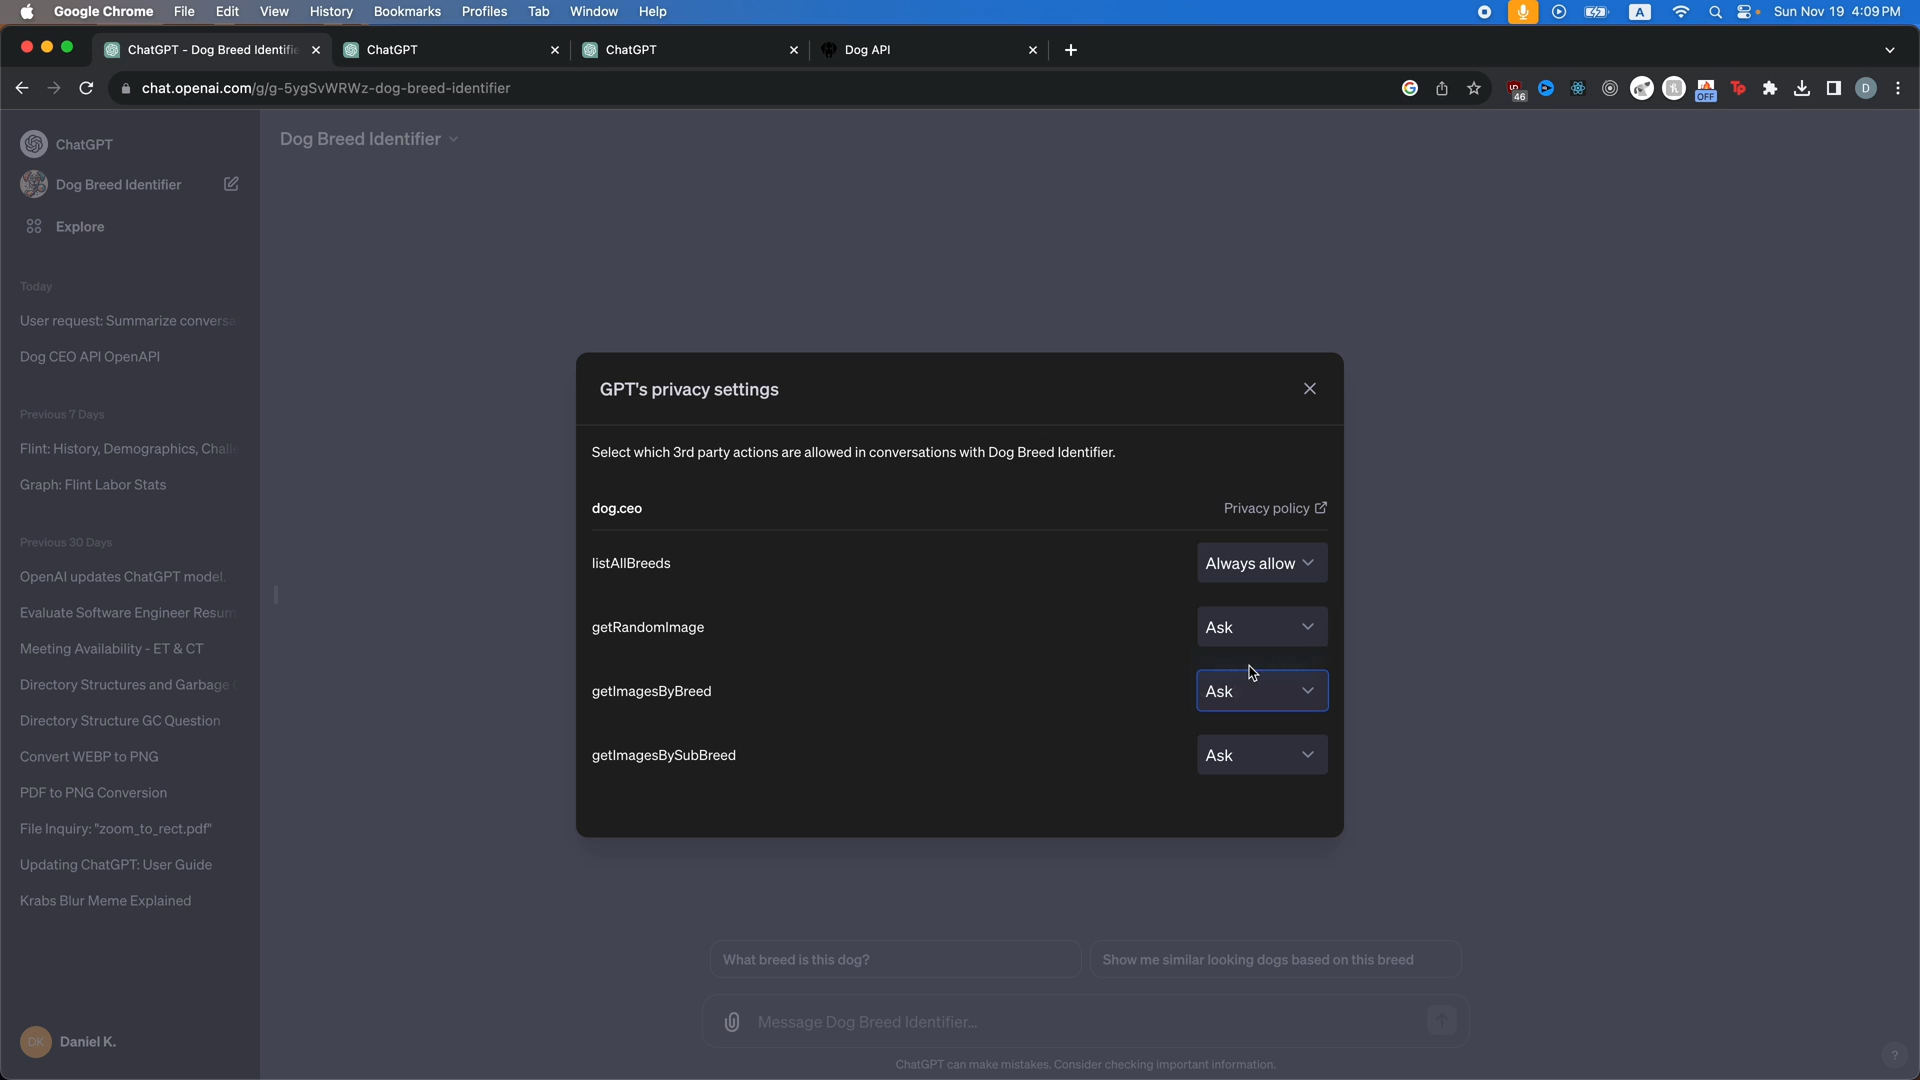 Google Chrome File Edit View History Bookmarks Profiles Tab Window Help A Sun Nov 19 4:09 PM
ChatGPT - Dog Breed Identifie ChatGPT ChatGPT Dog API
chat.openai.com/g/g-5ygSvWRWz-dog-breed-identifier 46 OFF Tp D
ChatGPT
Dog Breed Identifier
Explore
Today
User request: Summarize conversa
Dog CEO API OpenAPI
Previous 7 Days
Flint: History, Demographics, Challe
Graph: Flint Labor Stats
Previous 30 Days
OpenAI updates ChatGPT model.
Evaluate Software Engineer Resum
Meeting Availability - ET & CT
Directory Structures and Garbage
Directory Structure GC Question
Convert WEBP to PNG
PDF to PNG Conversion
File Inquiry: "zoom_to_rect.pdf"
Updating ChatGPT: User Guide
Krabs Blur Meme Explained
DK Daniel K.
Dog Breed Identifier
GPT's privacy settings
Select which 3rd party actions are allowed in conversations with Dog Breed Identifier.
dog.ceo Privacy policy
listAllBreeds Always allow
getRandomImage Ask
getImagesByBreed Ask
getImagesBySubBreed Ask
What breed is this dog? Show me similar looking dogs based on this breed
Message Dog Breed Identifier...
ChatGPT can make mistakes. Consider checking important information.
?